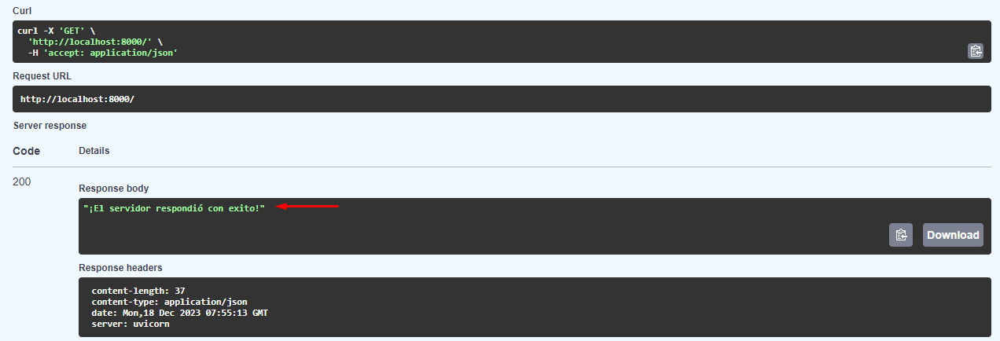 Curl
curl -X 'GET' \
'http://localhost:8000/' \
-H 'accept: application/json'
Request URL
http://localhost:8000/
Server response
Code Details
200
Response body
"¡El servidor respondió con exito!"
Download
Response headers
content-length: 37
content-type: application/json
date: Mon,18 Dec 2023 07:55:13 GMT
server: uvicorn